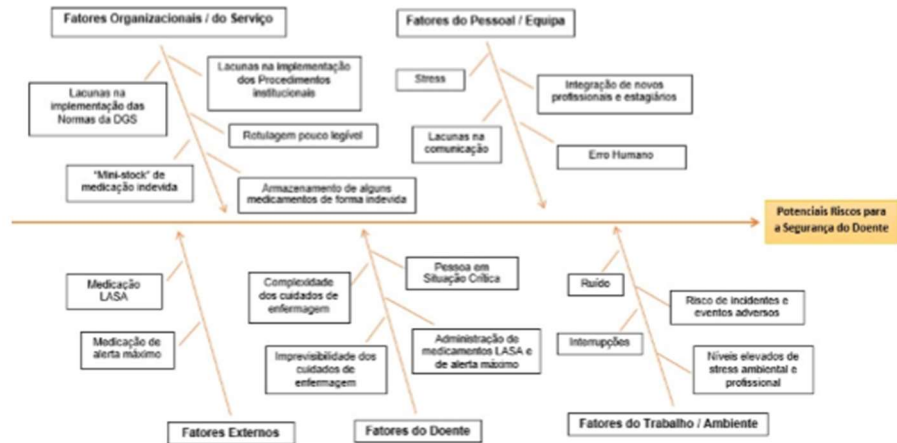 Fatores Organizacionais / do Serviço
Fatores do Pessoal / Equipa
Lacunas na
implementação das
Normas da DGS
Lacunas na implementação
dos Procedimentos
institucionais
Rotulagem pouco legível
"Mini-stock" de
medicação indevida
Armazenamento de alguns
medicamentos de forma indevida
Stress
Integração de novos
profissionais e estagiários
Lacunas na
comunicação
Erro Humano
Potenciais Riscos para
a Segurança do Doente
Medicação
LASA
Medicação
de alerta máximo
Complexidade
dos cuidados de
enfermagem
Pessoa em
Situação Crítica
Imprevisibilidade dos
cuidados de
enfermagem
Administração de
medicamentos LASA e
de alerta máximo
Ruído
Risco de incidentes e
eventos adversos
Interrupções
Níveis elevados de
stress ambiental e
profissional
Fatores Externos
Fatores do Doente
Fatores do Trabalho / Ambiente